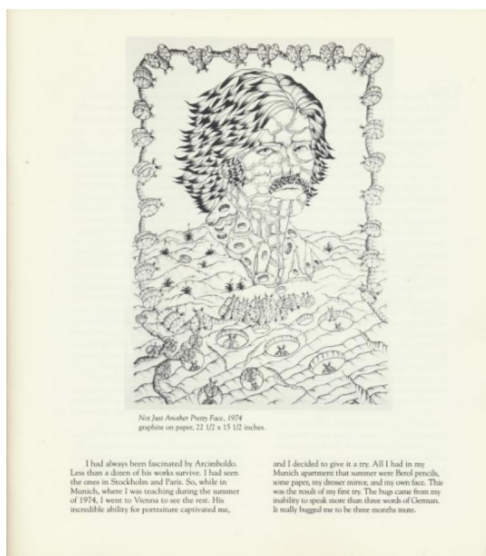 Not Just Another Pretty Face, 1974
graphite on paper, 22 1/2 x 15 1/2 inches.
I had always been fascinated by Arcimboldo.
Less than a dozen of his works survive. I had seen
the ones in Stockholm and Paris. So, while in
Munich, where I was teaching during the summer
of 1974, I went to Vienna to see the rest. His
incredible ability for portraiture captivated me,
and I decided to give it a try. All I had in my
Munich apartment that summer were Berol pencils,
some paper, my dresser mirror, and my own face. This
was the result of my first try. The bugs came from my
inability to speak more than three words of German.
It really bugged me to be three months mute.